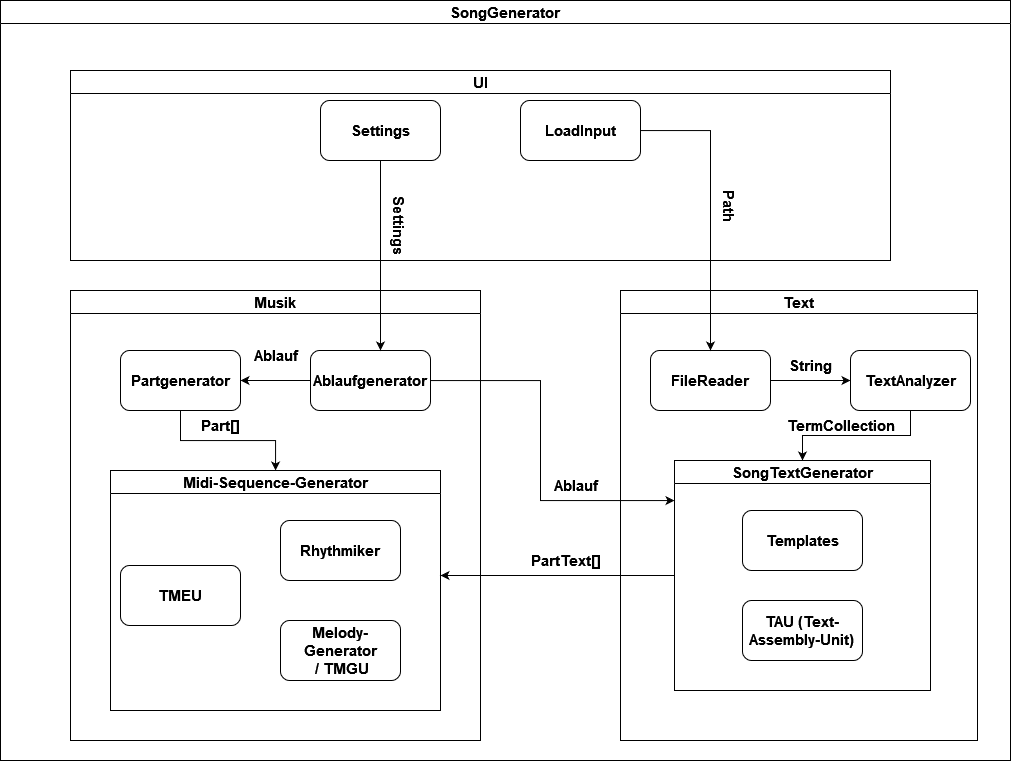 SongGenerator
UI
Settings
LoadInput
Settings
Path
Musik
Text
Partgenerator
Ablauf
Ablaufgenerator
FileReader
String
TextAnalyzer
Part[]
TermCollection
Midi-Sequence-Generator
Rhythmiker
TMEU
Melody-
Generator
/ TMGU
Ablauf
PartText[]
SongTextGenerator
Templates
TAU (Text-
Assembly-Unit)